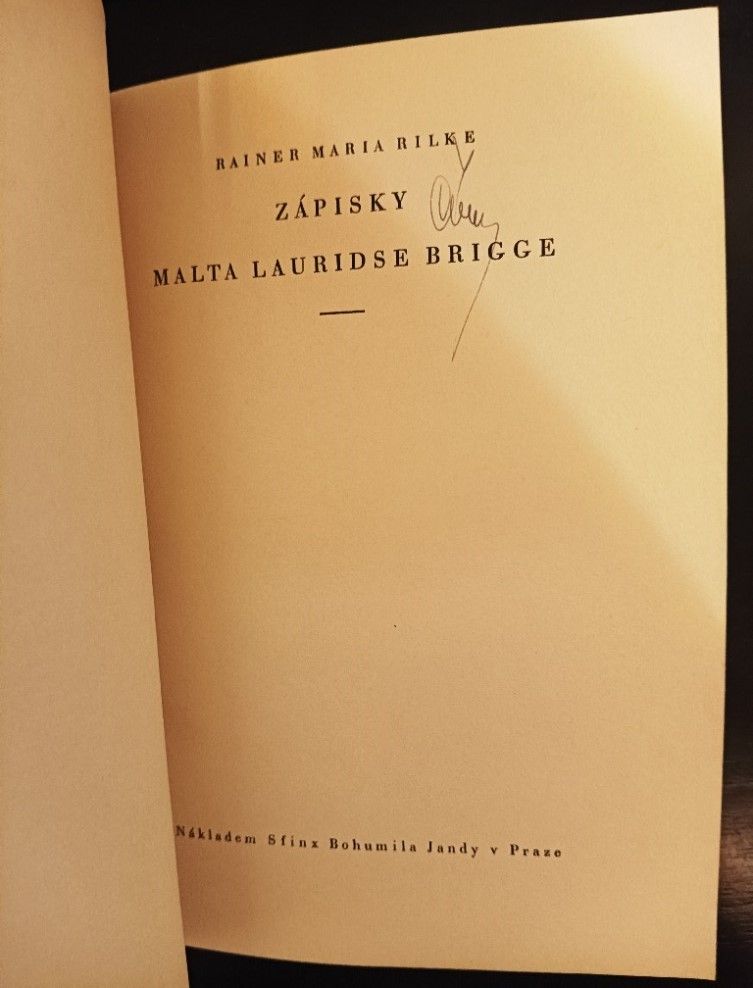 RAINER MARIA RILKE
ZÁPISKY
MALTA LAURIDSE BRIGGE
Nákladem Sfinx Bohumila Jandy v Praze